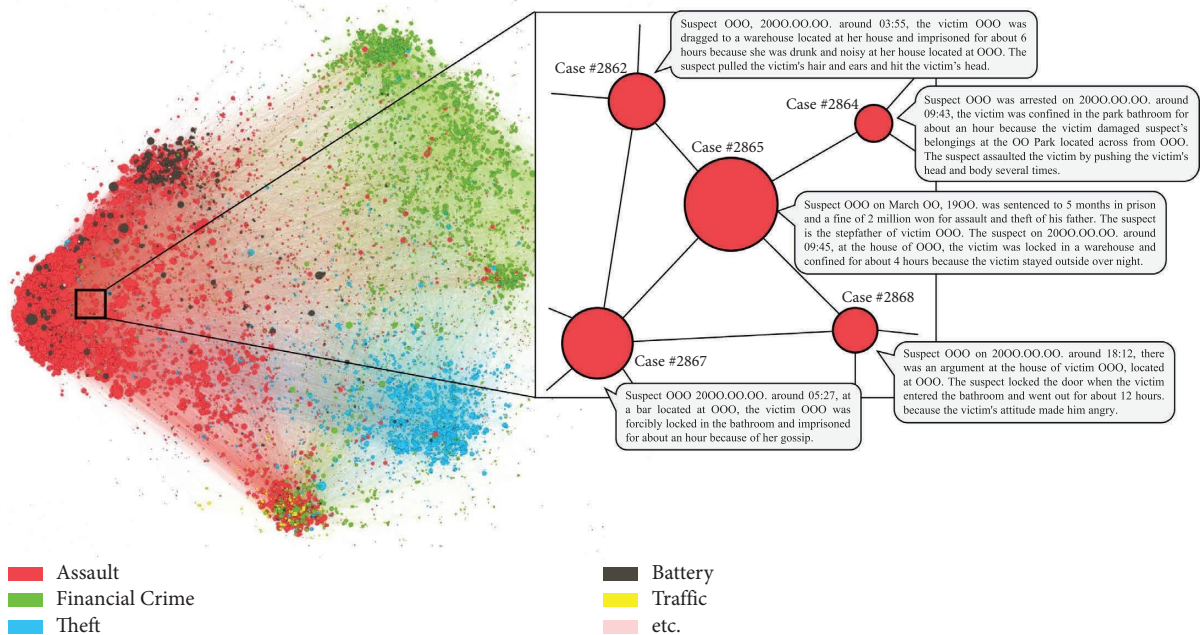 Suspect OOO, 20OO.OO.OO. around 03:55, the victim OOO was
dragged to a warehouse located at her house and imprisoned for about 6
hours because she was drunk and noisy at her house located at OOO. The
suspect pulled the victim's hair and ears and hit the victim's head.
Case #2862
Case #2864
Suspect OOO was arrested on 20OO.OO.OO. around
09:43, the victim was confined in the park bathroom for
about an hour because the victim damaged suspect's
belongings at the OO Park located across from OOO.
The suspect assaulted the victim by pushing the victim's
head and body several times.
Case #2865
Suspect OOO on March OO, 19OO. was sentenced to 5 months in prison
and a fine of 2 million won for assault and theft of his father. The suspect
is the stepfather of victim OOO. The suspect on 20OO.OO.OO. around
09:45, at the house of OOO, the victim was locked in a warehouse and
confined for about 4 hours because the victim stayed outside over night.
Case #2868
Case #2867
Suspect OOO on 20OO.OO.OO. around 18:12, there
was an argument at the house of victim OOO, located
at OOO. The suspect locked the door when the victim
entered the bathroom and went out for about 12 hours.
because the victim's attitude made him angry.
Suspect OOO 20OO.OO.OO. around 05:27, at
a bar located at OOO, the victim OOO was
forcibly locked in the bathroom and imprisoned
for about an hour because of her gossip.
Assault
Financial Crime
Theft
Battery
Traffic
etc.